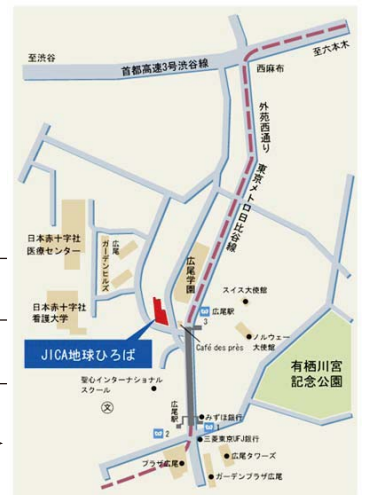 至渋谷
首都高速3号渋谷線
至六本木
西麻布
外苑西通り
東京メトロ日比谷線
日本赤十字社
医療センター
広尾
ガーデンヒルズ
広尾学園
スイス大使館
日本赤十字社
看護大学
広尾駅
3
ノルウェー
大使館
Café des près
JICA地球ひろば
有栖川宮
記念公園
聖心インターナショナル
スクール
文
広尾駅
みずほ銀行
1
2
三菱東京UFJ銀行
プラザ広尾
広尾タワーズ
ガーデンプラザ広尾